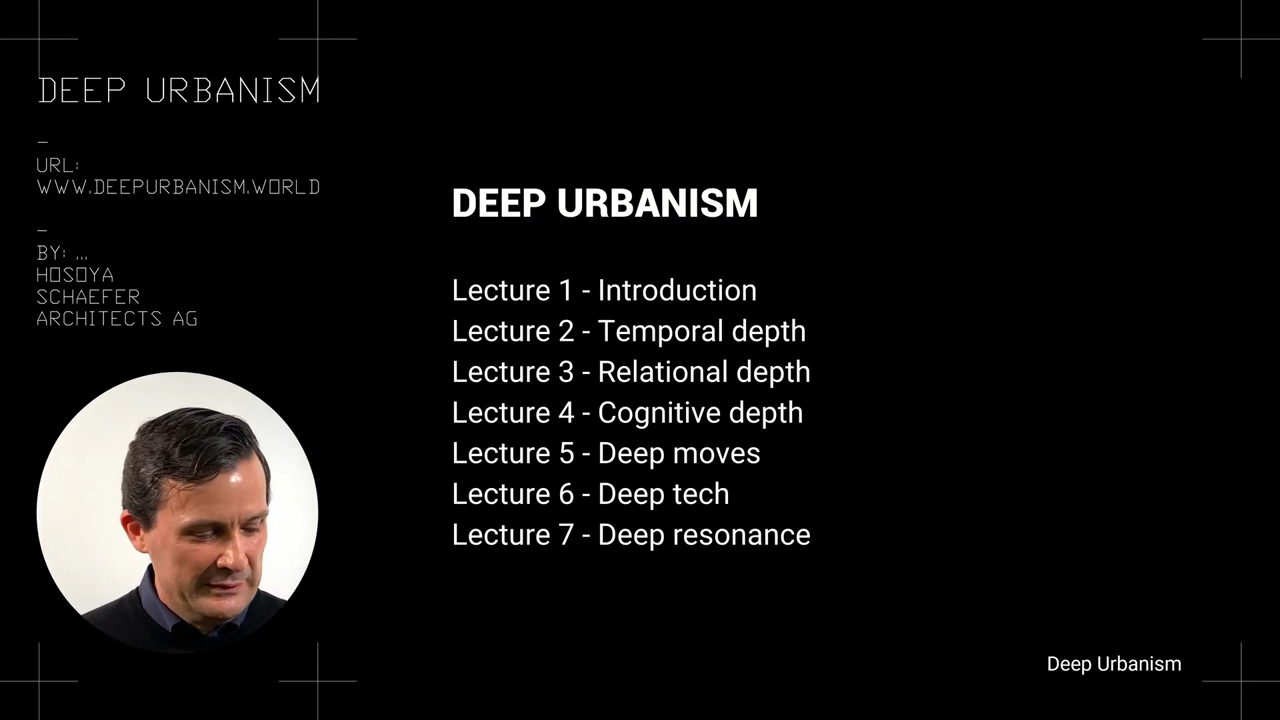 DEEP URBANISM
–
URL:
WWW.DEEPURBANISM.WORLD
–
BY: ...
HOSOYA
SCHAEFER
ARCHITECTS AG
DEEP URBANISM
Lecture 1 - Introduction
Lecture 2 - Temporal depth
Lecture 3 - Relational depth
Lecture 4 - Cognitive depth
Lecture 5 - Deep moves
Lecture 6 - Deep tech
Lecture 7 - Deep resonance
Deep Urbanism